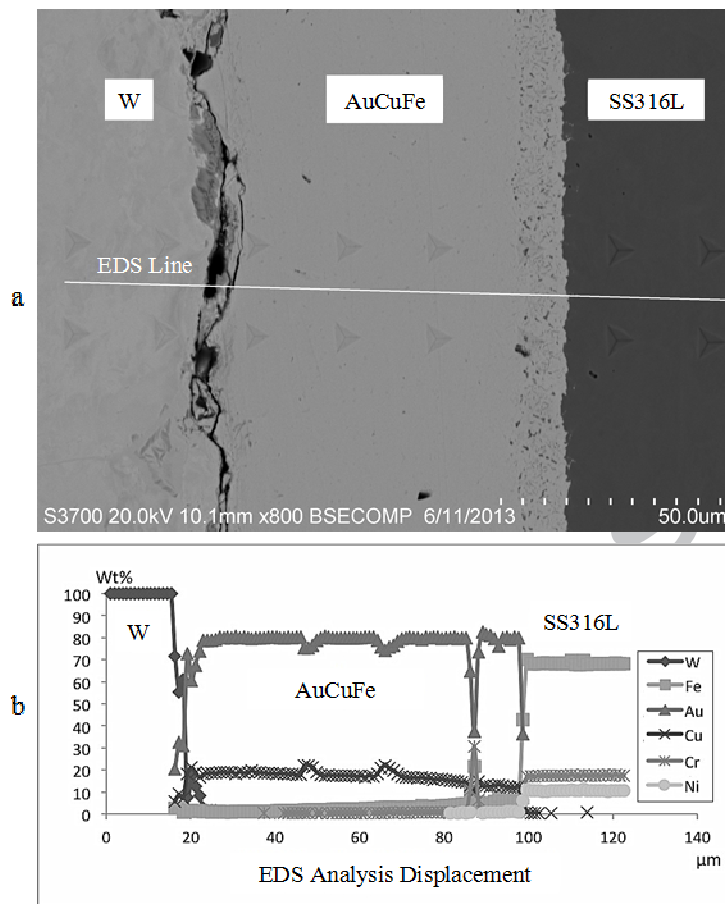 W
AuCuFe
SS316L
EDS Line
a
S3700 20.0kV 10.1mm x800 BSECOMP 6/11/2013
50.0um
b
Wt%
100
90
80
70
60
50
40
30
20
10
0
W
AuCuFe
SS316L
W
Fe
Au
Cu
Cr
Ni
0 20 40 60 80 100 120 140
μm
EDS Analysis Displacement